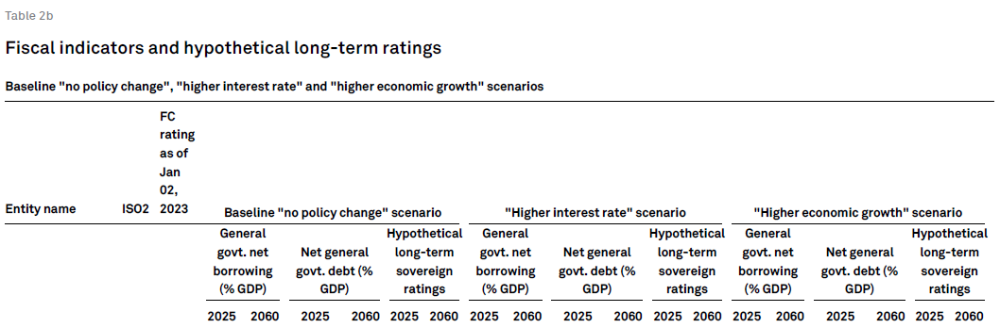 Table 2b
Fiscal indicators and hypothetical long-term ratings
Baseline "no policy change", "higher interest rate" and "higher economic growth" scenarios
FC
rating
as of
Jan
02,
Entity name ISO2 2023 Baseline "no policy change" scenario "Higher interest rate" scenario "Higher economic growth" scenario
General Hypothetical General Hypothetical General Hypothetical
govt. net Net general long-term govt. net Net general long-term govt. net Net general long-term
borrowing govt. debt (% sovereign borrowing govt. debt (% sovereign borrowing govt. debt (% sovereign
(% GDP) GDP) ratings (% GDP) GDP) ratings (% GDP) GDP) ratings
2025 2060 2025 2060 2025 2060 2025 2060 2025 2060 2025 2060 2025 2060 2025 2060 2025 2060